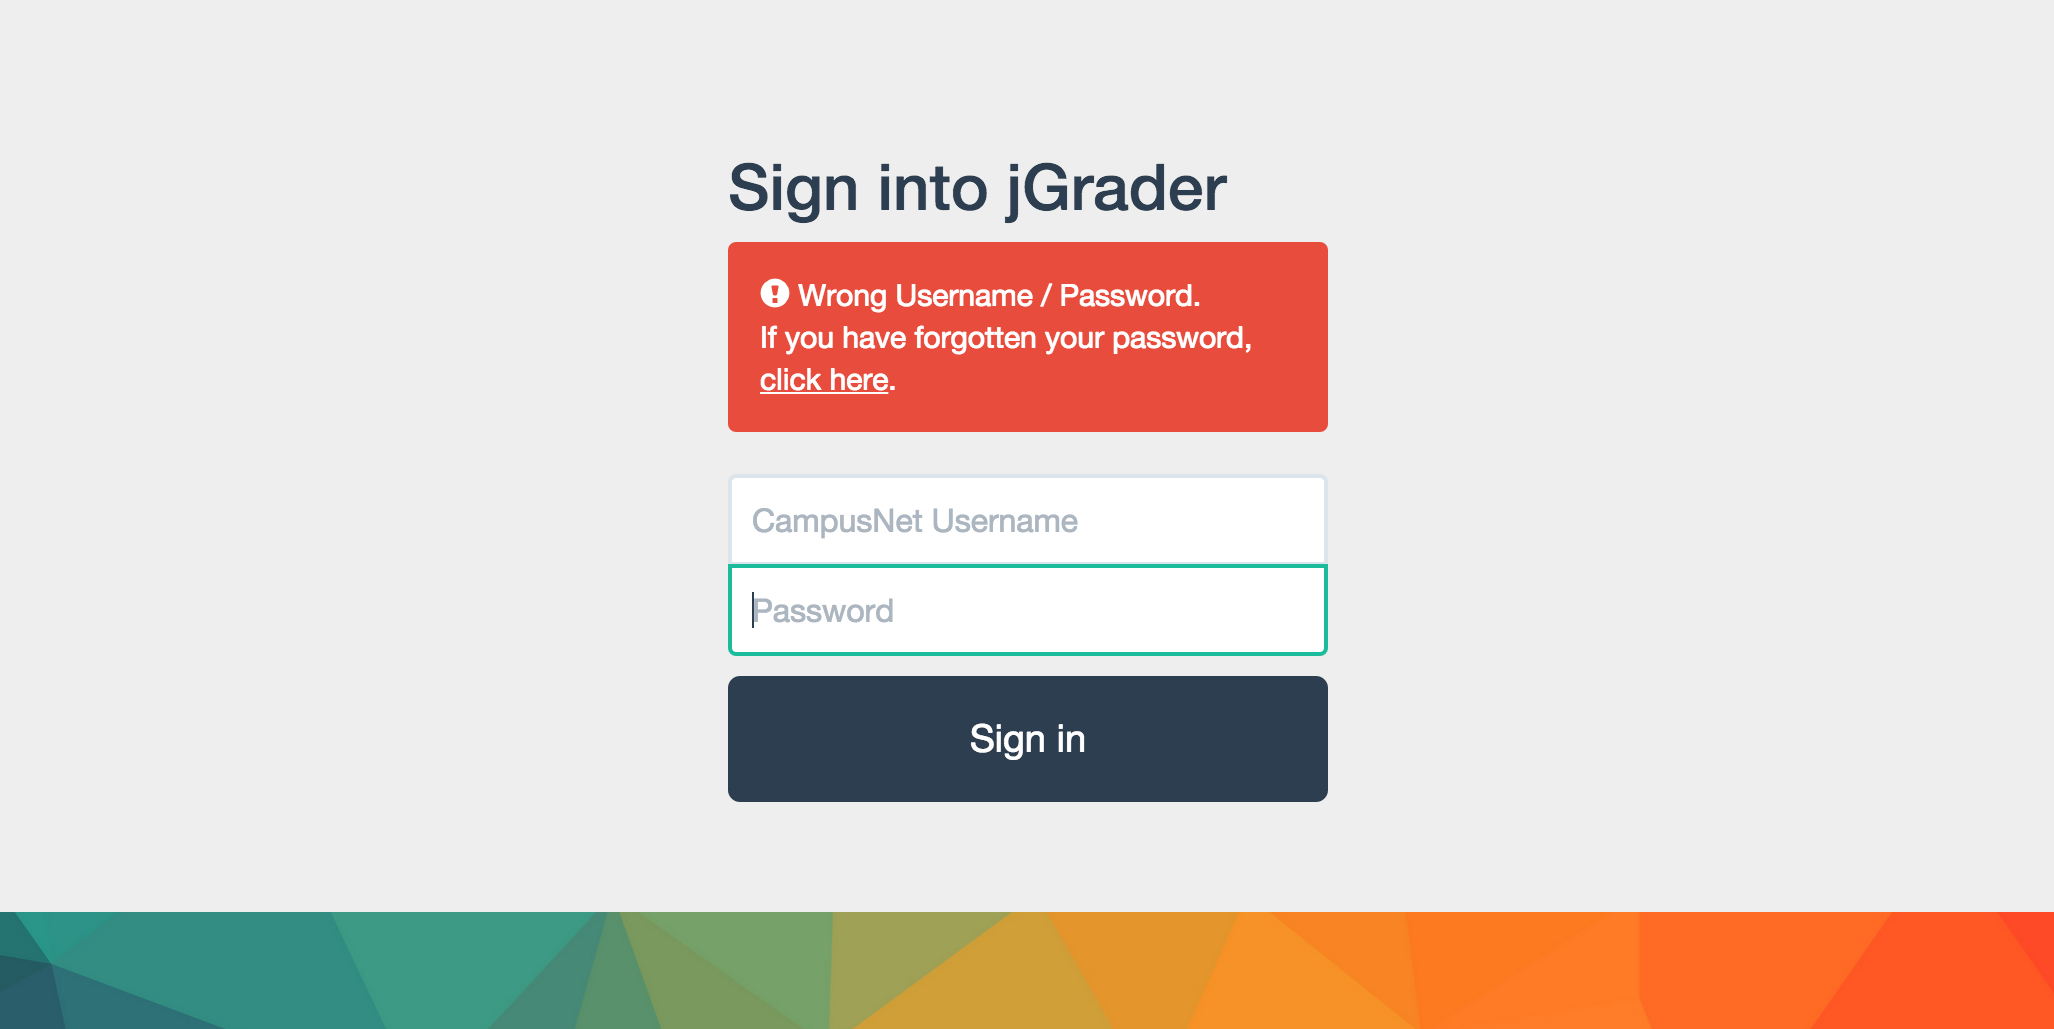 Sign into jGrader
Wrong Username / Password.
If you have forgotten your password,
click here.
CampusNet Username
Password
Sign in